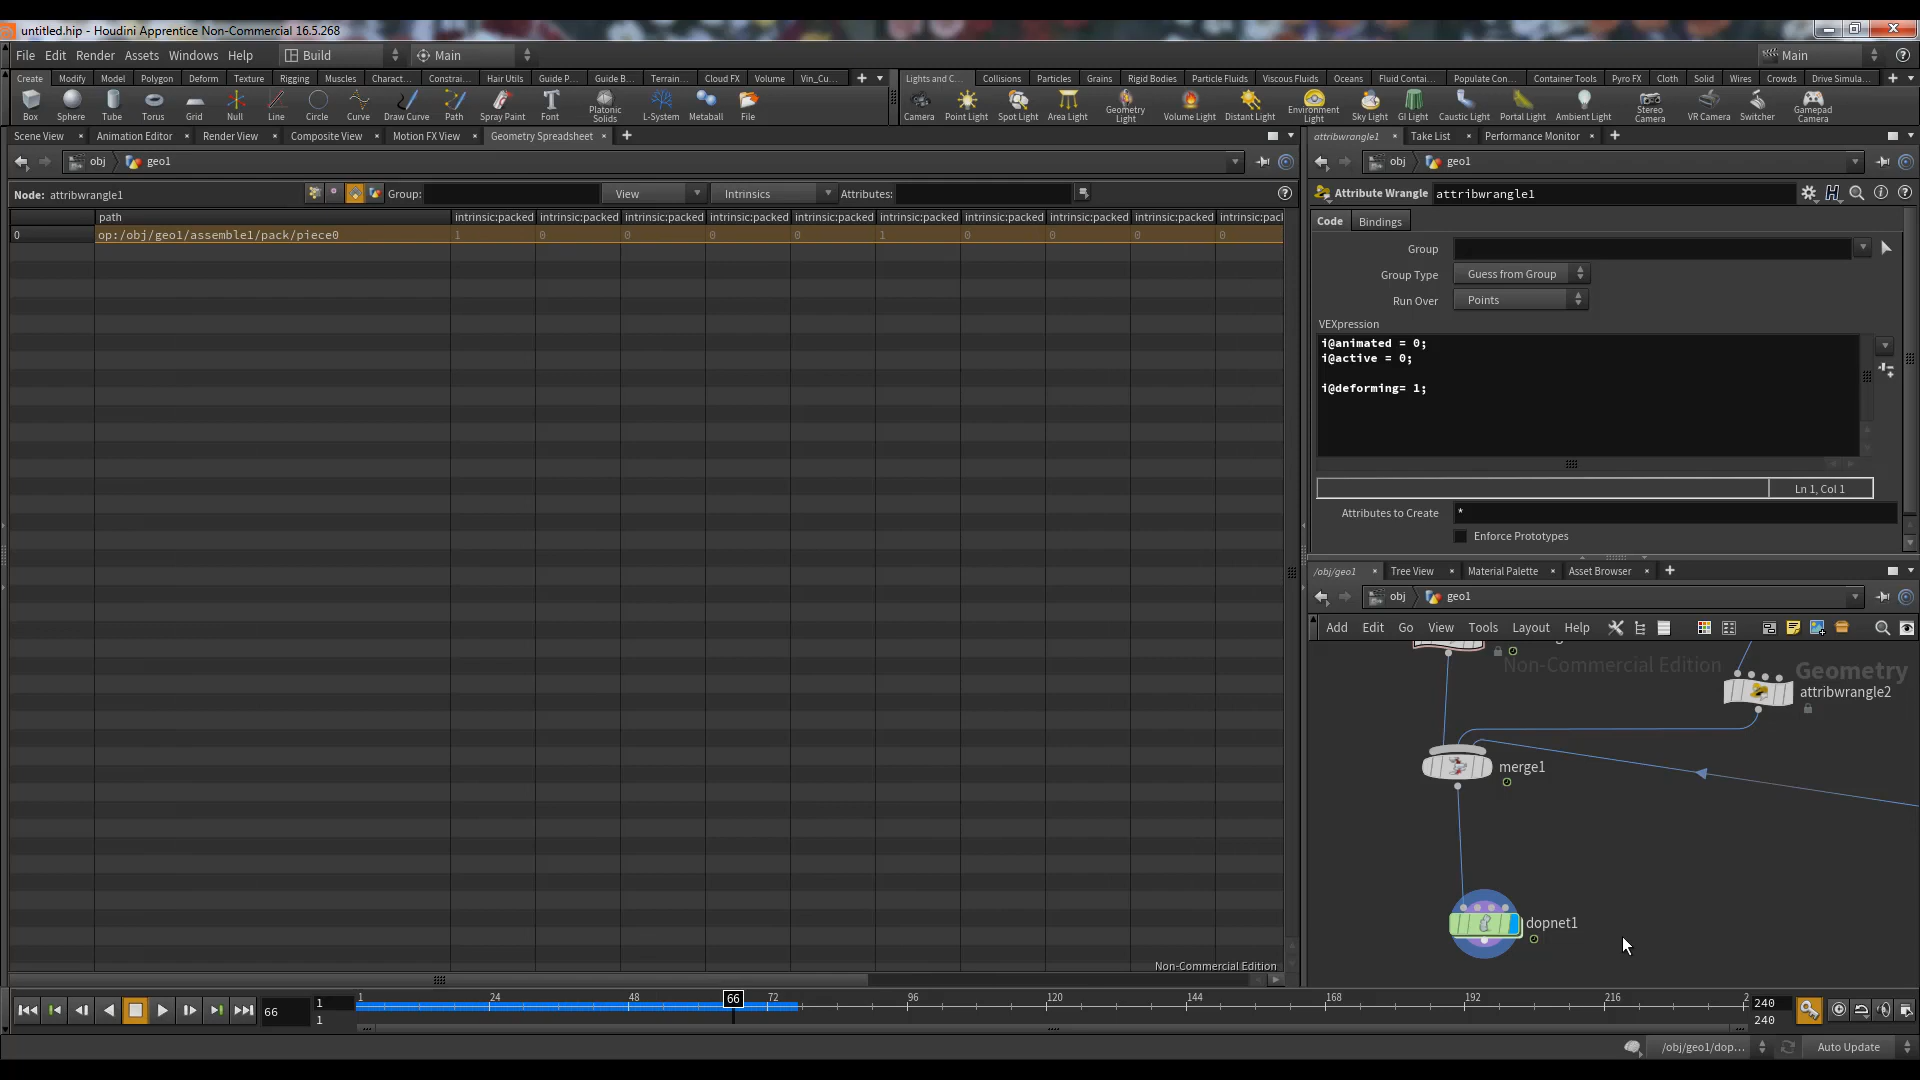 untitled.hip - Houdini Apprentice Non-Commercial 16.5.268
File Edit Render Assets Windows Help Build Main Main
Create Modify Model Polygon Deform Texture Rigging Muscles Charact... Constrai... Hair Utils Guide P... Guide B... Terrain... Cloud FX Volume Vin_Cu...
Lights and C... Collisions Particles Grains Rigid Bodies Particle Fluids Viscous Fluids Oceans Fluid Contai... Populate Con... Container Tools Pyro FX Cloth Solid Wires Crowds Drive Simula...
Box Sphere Tube Torus Grid Null Line Circle Curve Draw Curve Path Spray Paint Font Platonic Solids L-System Metaball File
Camera Point Light Spot Light Area Light Geometry Light Volume Light Distant Light Environment Light Sky Light GI Light Caustic Light Portal Light Ambient Light Stereo Camera VR Camera Switcher Gamepad Camera
Scene View Animation Editor Render View Composite View Motion FX View Geometry Spreadsheet
obj geo1
Node: attribwrangle1 Group: View Intrinsics Attributes:
path intrinsic:packed intrinsic:packed intrinsic:packed intrinsic:packed intrinsic:packed intrinsic:packed intrinsic:packed intrinsic:packed intrinsic:packed intrinsic:pacl
0 op:/obj/geo1/assemble1/pack/piece0 1 0 0 0 0 1 0 0 0 0
Non-Commercial Edition
attribwrangle1 Take List Performance Monitor
obj geo1
Attribute Wrangle attribwrangle1
Code Bindings
Group
Group Type Guess from Group
Run Over Points
VEXpression
i@animated = 0;
i@active = 0;
i@deforming= 1;
Ln 1, Col 1
Attributes to Create *
Enforce Prototypes
/obj/geo1 Tree View Material Palette Asset Browser
obj geo1
Add Edit Go View Tools Layout Help
Non-Commercial Edition
Geometry
attribwrangle2
merge1
dopnet1
66 1 1
1 24 48 66 72 96 120 144 168 192 216 2
240
240
/obj/geo1/dop... Auto Update